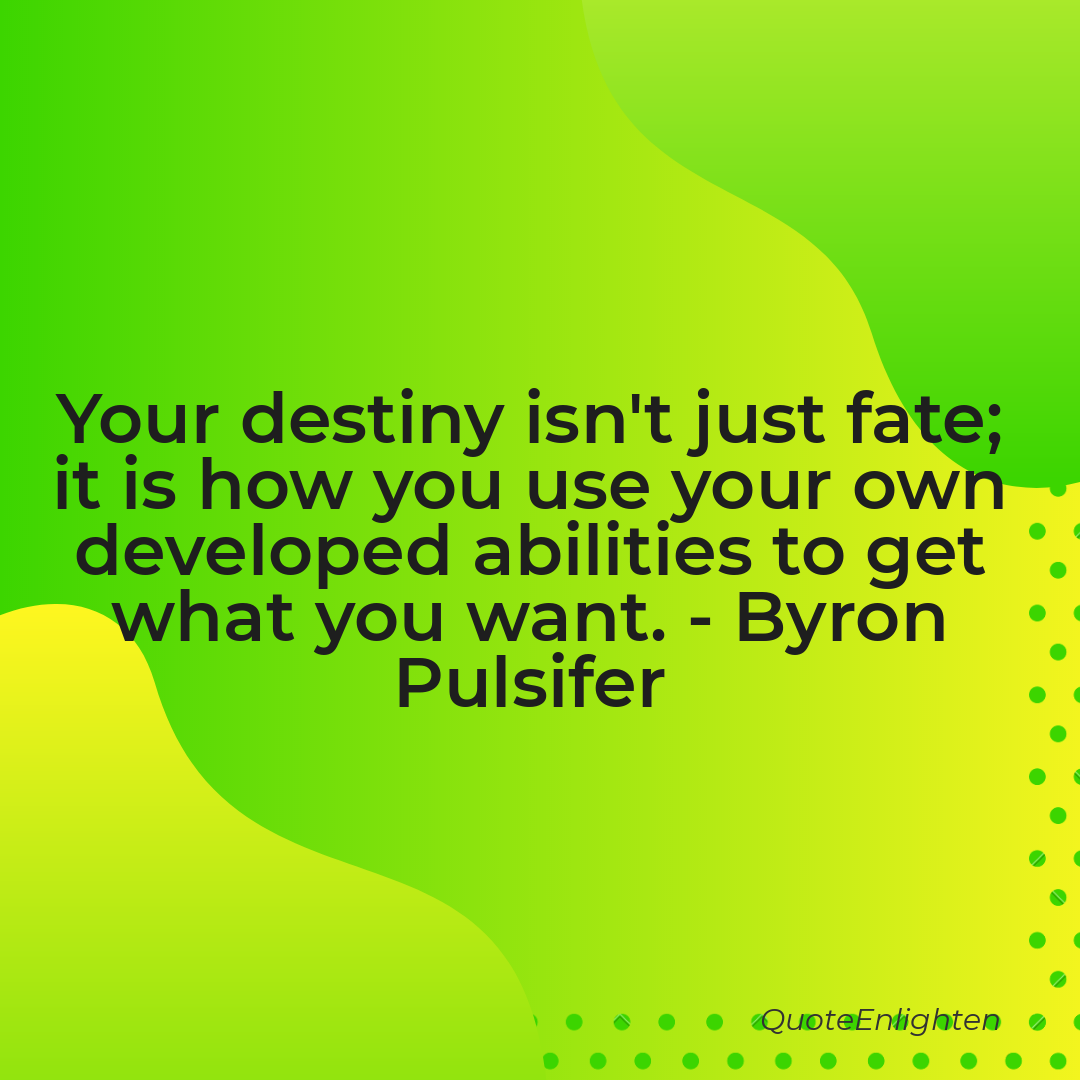 Your destiny isn't just fate;
it is how you use your own
developed abilities to get
what you want. - Byron
Pulsifer
QuoteEnlighten